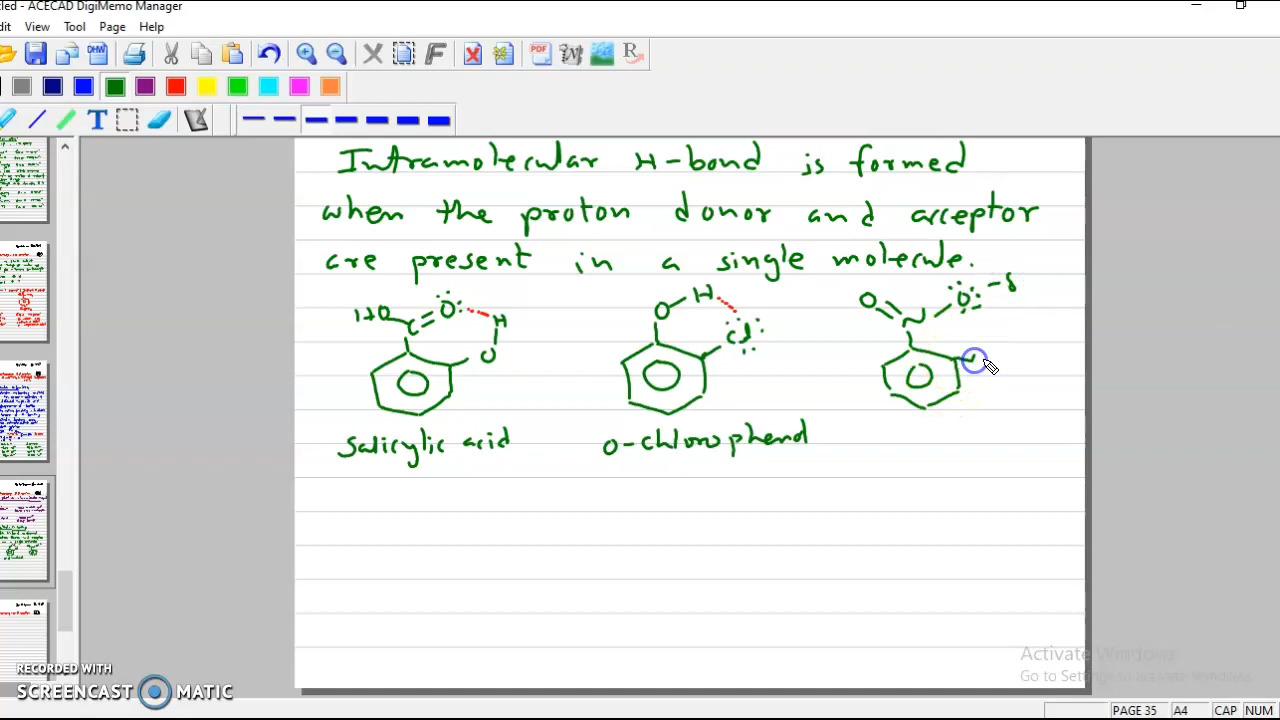 tled - ACECAD DigiMemo Manager
dit View Tool Page Help
Intramolecular H-bond is formed
when the proton donor and acceptor
are present in a single molecule.
HO C O H O
O H Cl
O N O -δ
Salicylic acid
o-chlorophenol
Activate Windows
Go to Settings to activate Windows.
RECORDED WITH
SCREENCAST MATIC
PAGE 35 A4 CAP NUM